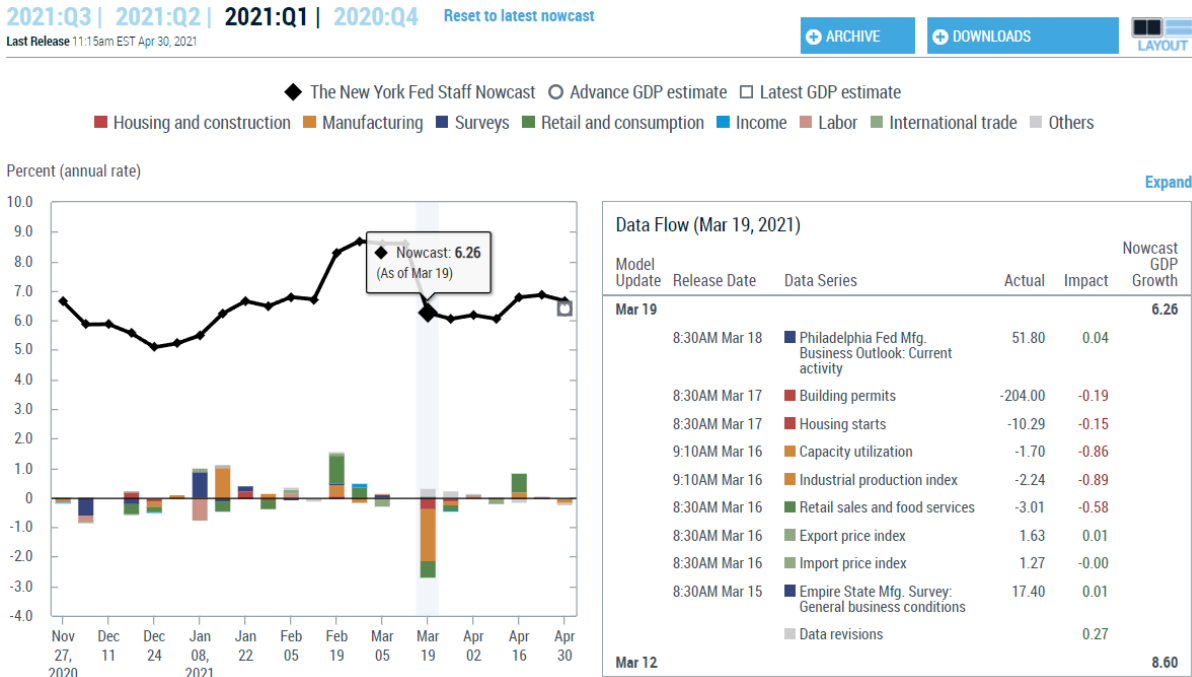 2021:Q3 | 2021:Q2 | 2021:Q1 | 2020:Q4 Reset to latest nowcast
Last Release 11:15am EST Apr 30, 2021
ARCHIVE DOWNLOADS LAYOUT
The New York Fed Staff Nowcast Advance GDP estimate Latest GDP estimate
Housing and construction Manufacturing Surveys Retail and consumption Income Labor International trade Others
Percent (annual rate)
Expand
10.0
9.0
8.0
7.0
6.0
5.0
4.0
3.0
2.0
1.0
0
-1.0
-2.0
-3.0
-4.0
Nowcast: 6.26
(As of Mar 19)
Nov 27, 2020
Dec 11
Dec 24
Jan 08, 2021
Jan 22
Feb 05
Feb 19
Mar 05
Mar 19
Apr 02
Apr 16
Apr 30
Data Flow (Mar 19, 2021)
Model Update Release Date Data Series Actual Impact Nowcast GDP Growth
Mar 19 6.26
8:30AM Mar 18 Philadelphia Fed Mfg. 51.80 0.04
Business Outlook: Current
activity
8:30AM Mar 17 Building permits -204.00 -0.19
8:30AM Mar 17 Housing starts -10.29 -0.15
9:10AM Mar 16 Capacity utilization -1.70 -0.86
9:10AM Mar 16 Industrial production index -2.24 -0.89
8:30AM Mar 16 Retail sales and food services -3.01 -0.58
8:30AM Mar 16 Export price index 1.63 0.01
8:30AM Mar 16 Import price index 1.27 -0.00
8:30AM Mar 15 Empire State Mfg. Survey: 17.40 0.01
General business conditions
Data revisions 0.27
Mar 12 8.60